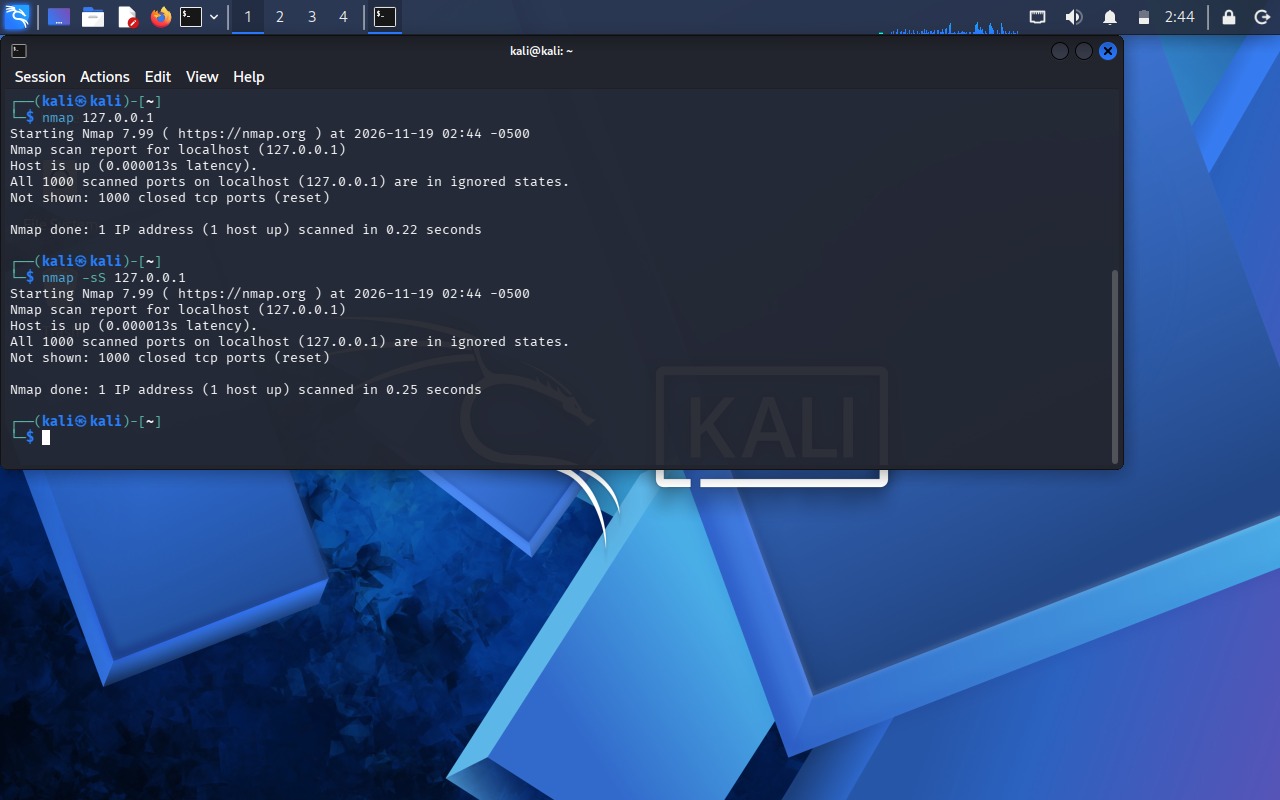 1 2 3 4
2:44
kali@kali: ~
Session Actions Edit View Help
┌──(kali㉿kali)-[~]
└─$ nmap 127.0.0.1
Starting Nmap 7.99 ( https://nmap.org ) at 2026-11-19 02:44 -0500
Nmap scan report for localhost (127.0.0.1)
Host is up (0.000013s latency).
All 1000 scanned ports on localhost (127.0.0.1) are in ignored states.
Not shown: 1000 closed tcp ports (reset)
Nmap done: 1 IP address (1 host up) scanned in 0.22 seconds
┌──(kali㉿kali)-[~]
└─$ nmap -sS 127.0.0.1
Starting Nmap 7.99 ( https://nmap.org ) at 2026-11-19 02:44 -0500
Nmap scan report for localhost (127.0.0.1)
Host is up (0.000013s latency).
All 1000 scanned ports on localhost (127.0.0.1) are in ignored states.
Not shown: 1000 closed tcp ports (reset)
Nmap done: 1 IP address (1 host up) scanned in 0.25 seconds
┌──(kali㉿kali)-[~]
└─$
KALI